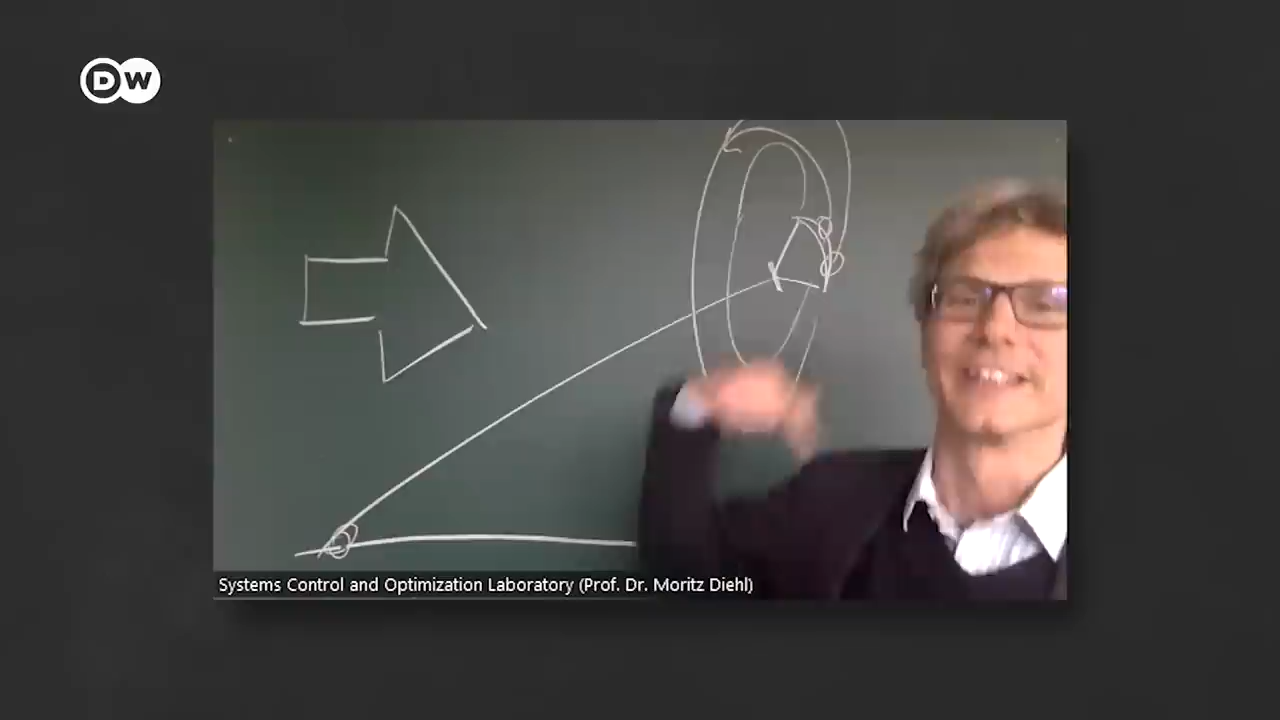 DW
Systems Control and Optimization Laboratory (Prof. Dr. Moritz Diehl)